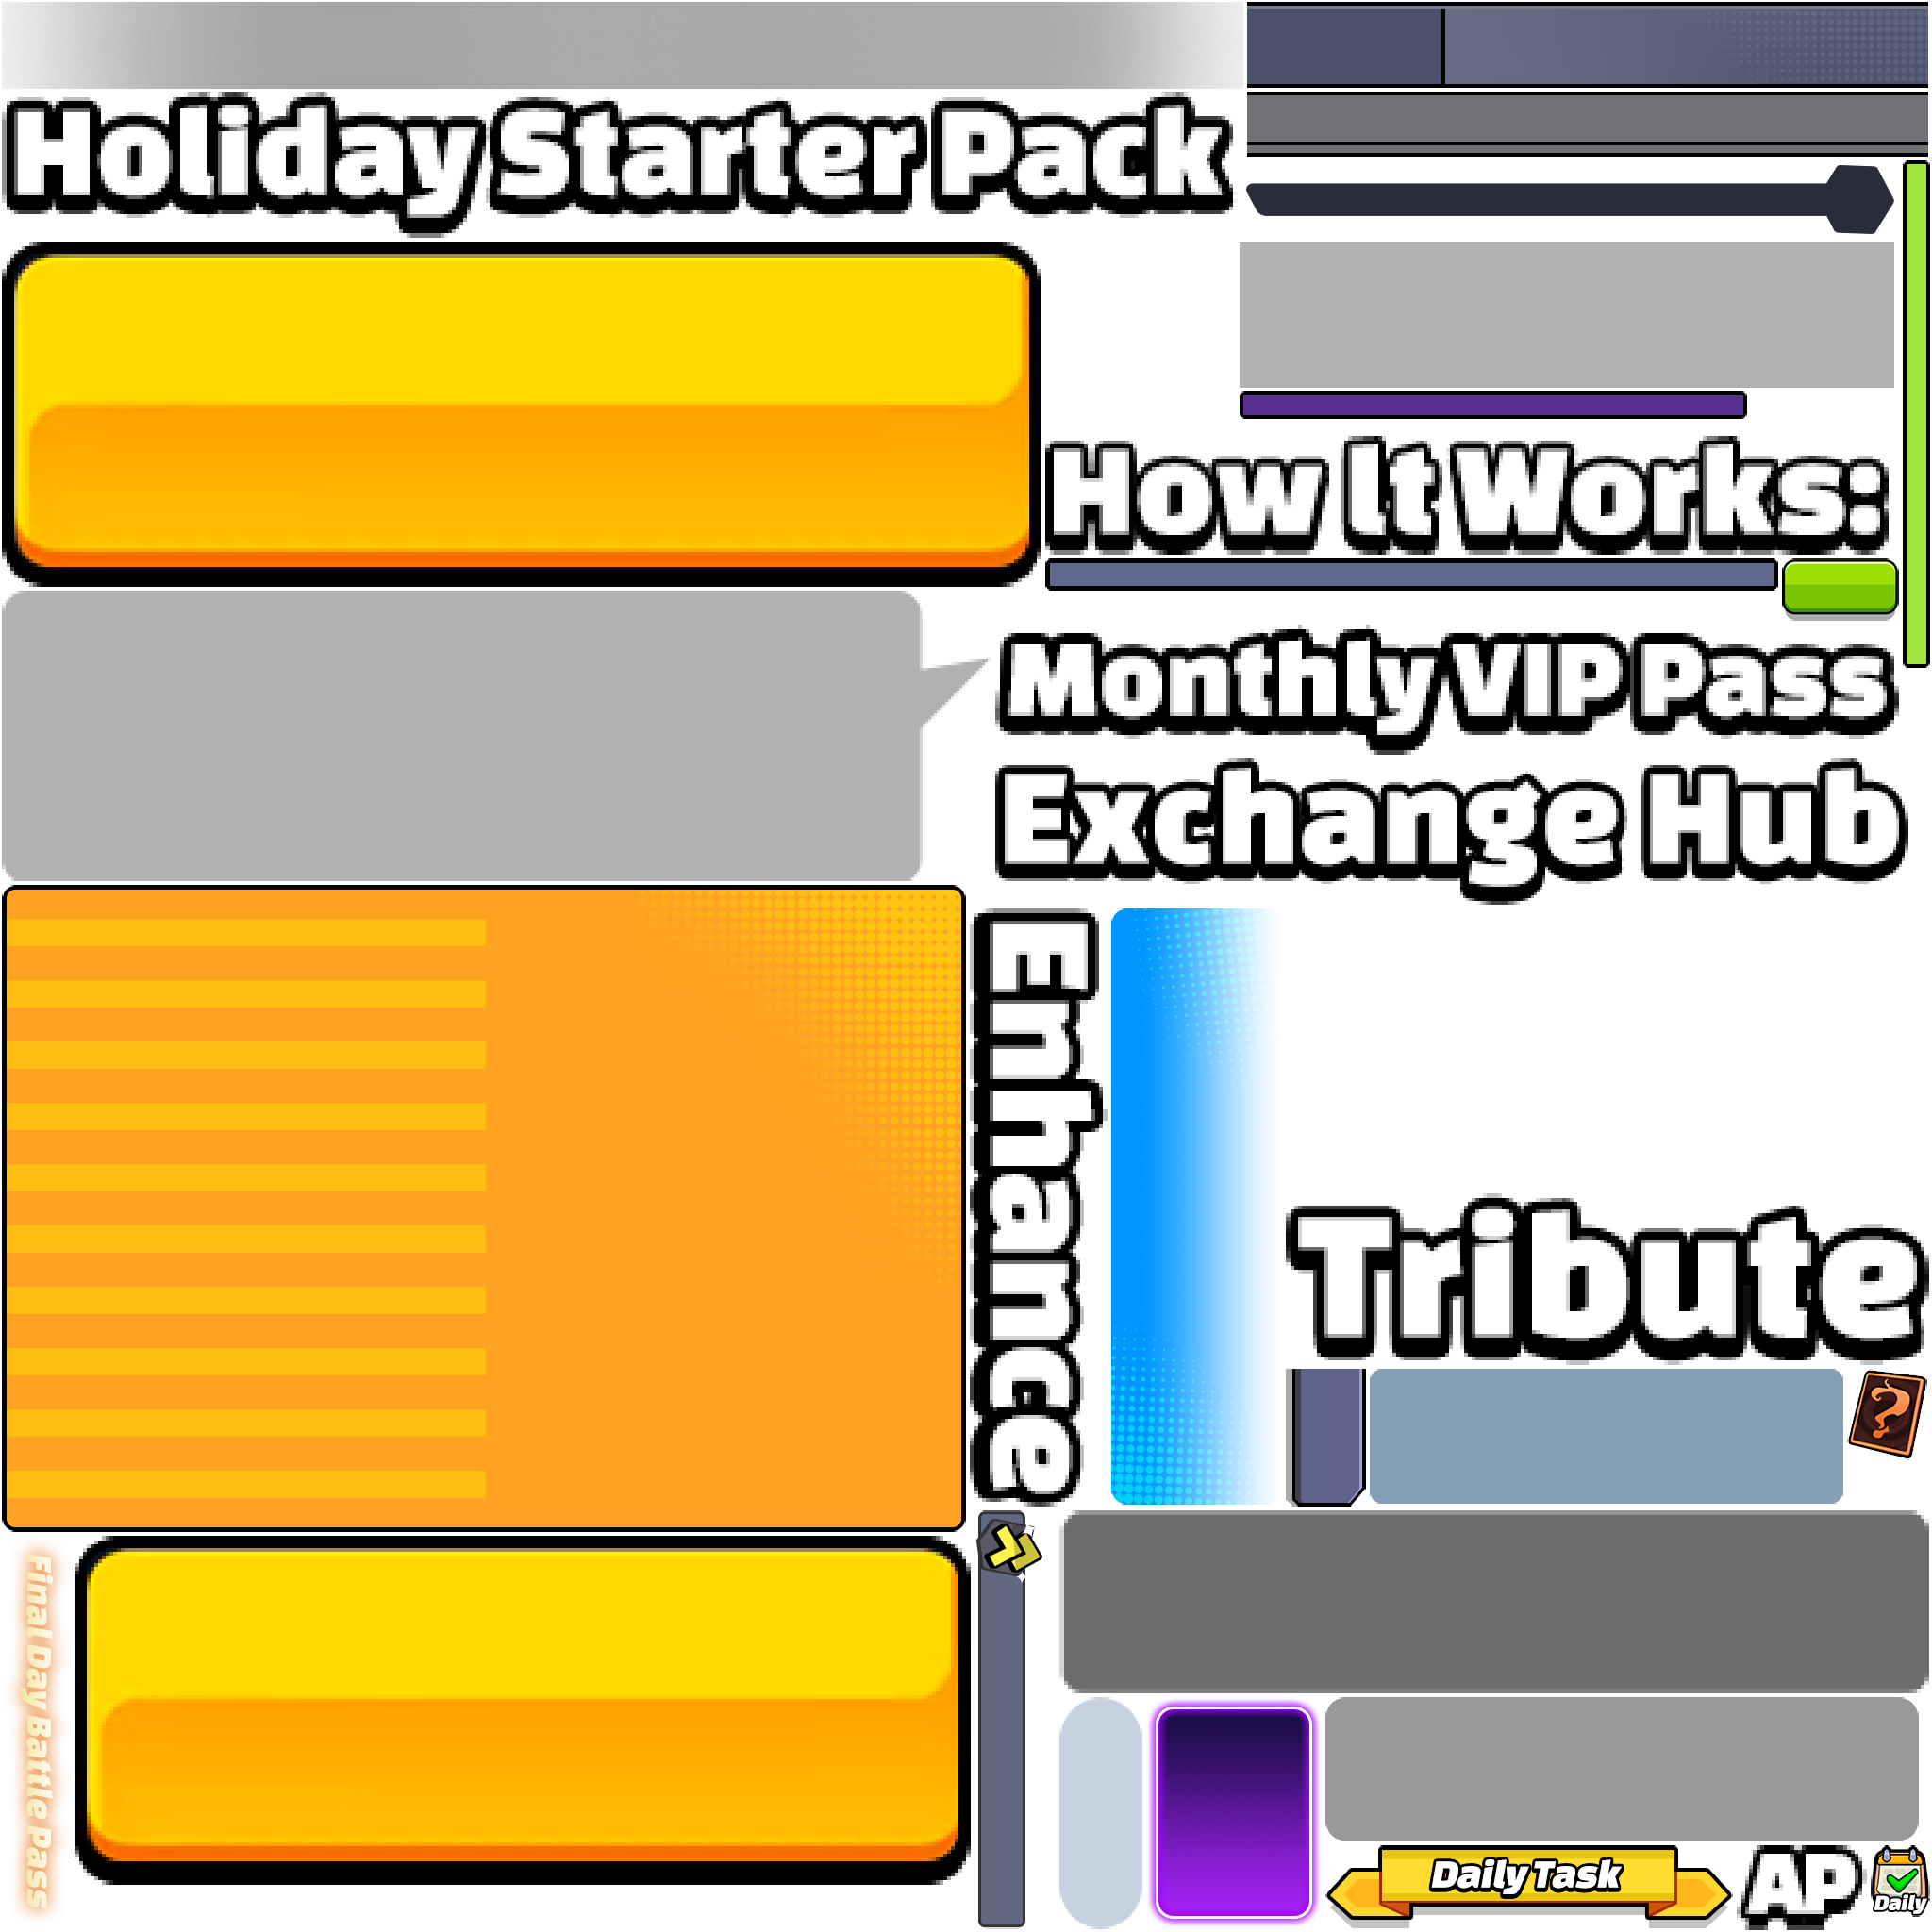 Holiday Starter Pack
How It Works:
Monthly VIP Pass
Exchange Hub
Enhance
Tribute
Final Day Battle Pass
Daily Task
AP
Daily